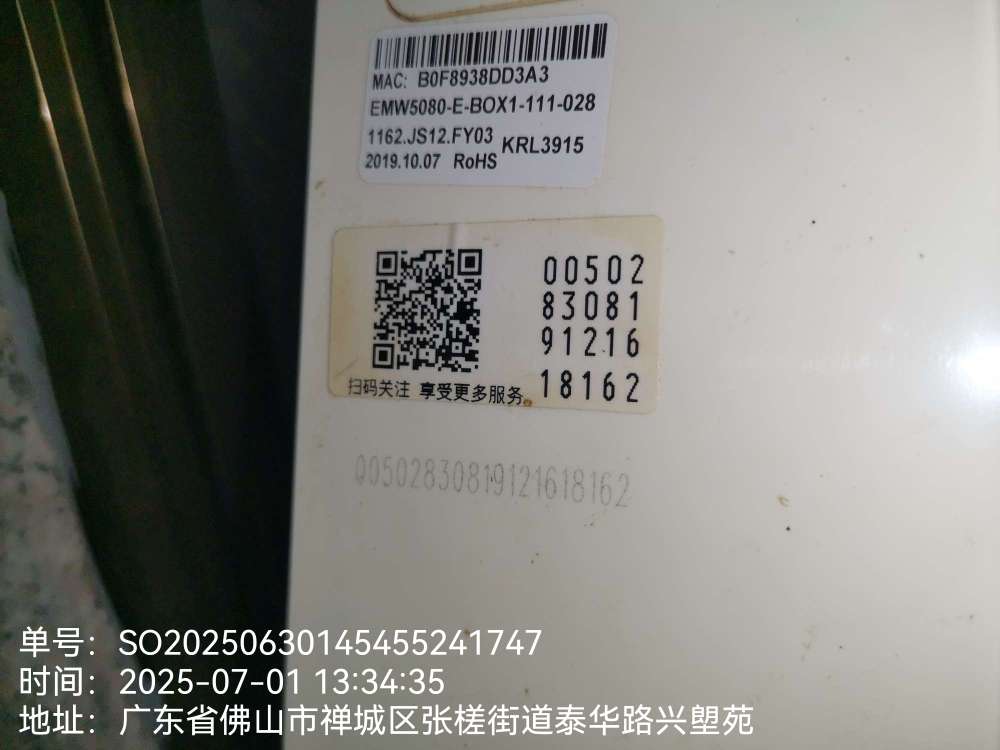 MAC: B0F8938DD3A3
EMW5080-E-BOX1-111-028
1162.JS12.FY03 KRL3915
2019.10.07 RoHS
00502
83081
91216
18162
扫码关注 享受更多服务
00502830819121618162
单号：SO20250630145455241747
时间：2025-07-01 13:34:35
地址：广东省佛山市禅城区张槎街道泰华路兴塱苑